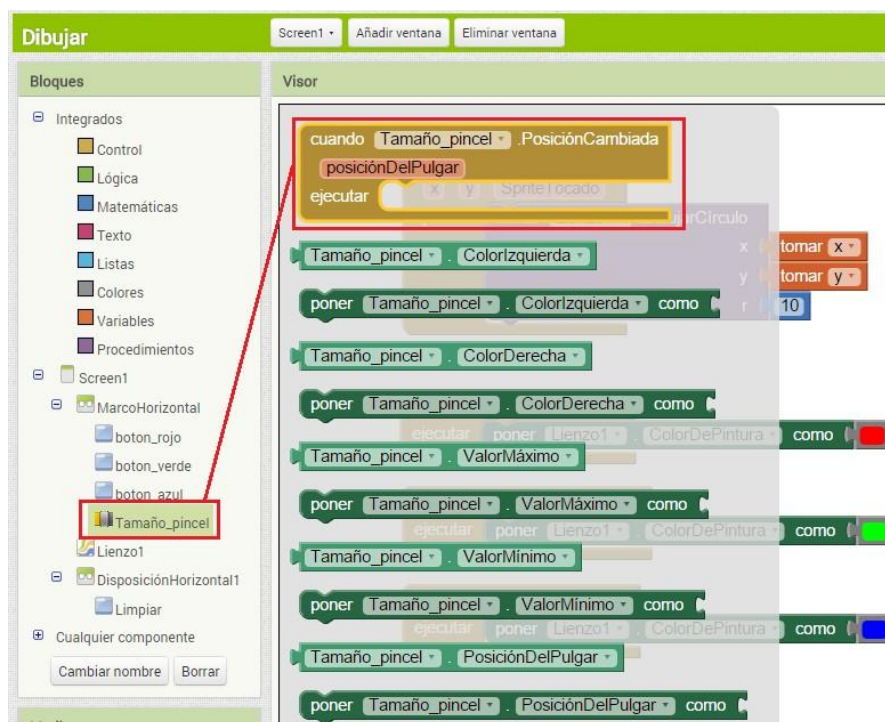 Dibujar
Screen1
Añadir ventana
Eliminar ventana
Bloques
Integrados
Control
Lógica
Matemáticas
Texto
Listas
Colores
Variables
Procedimientos
Screen1
MarcoHorizontal
boton_rojo
boton_verde
boton_azul
Tamaño_pincel
Lienzo1
DisposiciónHorizontal1
Limpiar
Cualquier componente
Cambiar nombre
Borrar
Visor
cuando Tamaño_pincel .PosiciónCambiada
posiciónDelPulgar
ejecutar
x y SpriteTocado
x tomar x
y tomar y
r 10
Tamaño_pincel . ColorIzquierda
poner Tamaño_pincel . ColorIzquierda como
Tamaño_pincel . ColorDerecha
poner Tamaño_pincel . ColorDerecha como
ejecutar poner Lienzo1 . ColorDePintura como
Tamaño_pincel . ValorMáximo
poner Tamaño_pincel . ValorMáximo como
ejecutar poner Lienzo1 . ColorDePintura como
Tamaño_pincel . ValorMínimo
poner Tamaño_pincel . ValorMínimo como
ejecutar poner Lienzo1 . ColorDePintura como
Tamaño_pincel . PosiciónDelPulgar
poner Tamaño_pincel . PosiciónDelPulgar como